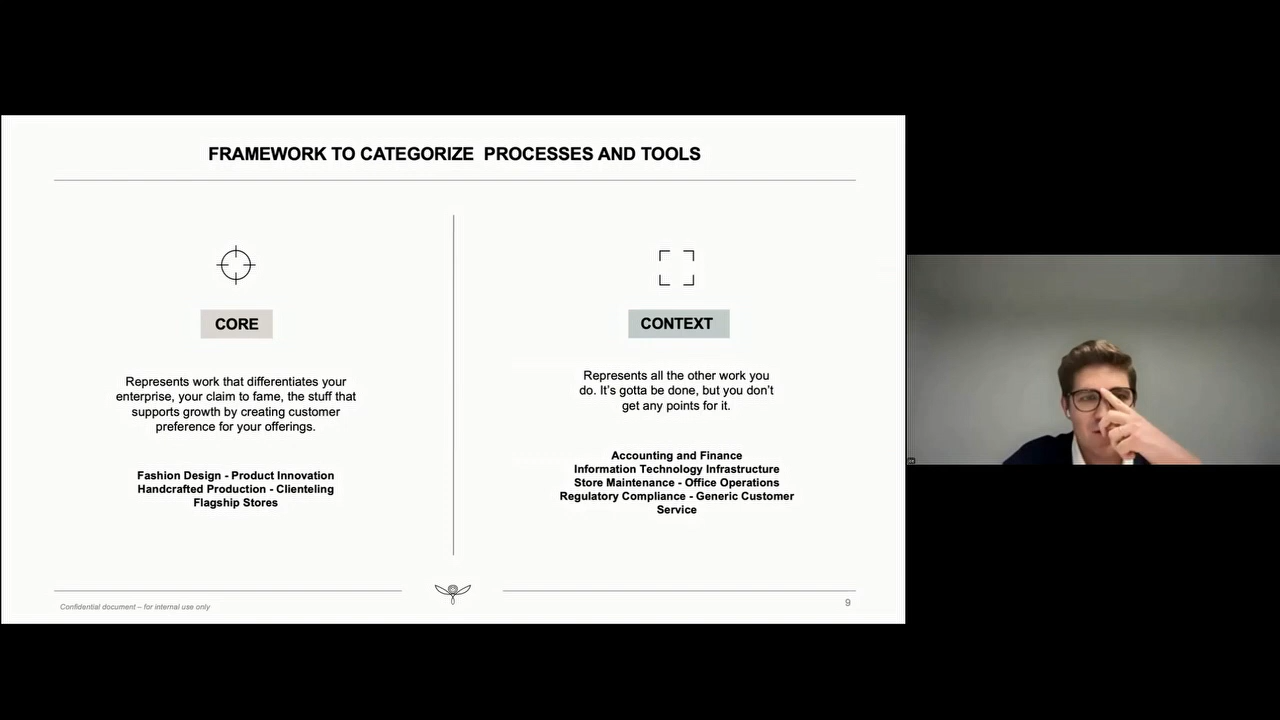 FRAMEWORK TO CATEGORIZE PROCESSES AND TOOLS
CORE
Represents work that differentiates your
enterprise, your claim to fame, the stuff that
supports growth by creating customer
preference for your offerings.
Fashion Design - Product Innovation
Handcrafted Production - Clienteling
Flagship Stores
CONTEXT
Represents all the other work you
do. It’s gotta be done, but you don’t
get any points for it.
Accounting and Finance
Information Technology Infrastructure
Store Maintenance - Office Operations
Regulatory Compliance - Generic Customer
Service
Confidential document – for internal use only
9